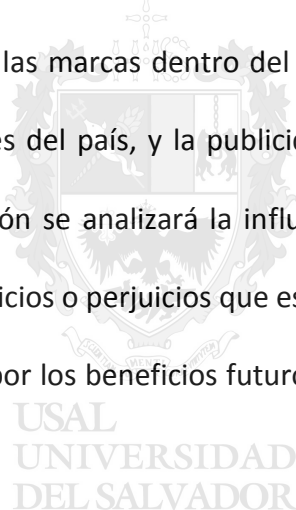 las marcas dentro del
es del país, y la publici
ón se analizará la influ
icios o perjuicios que es
por los beneficios futuro
USAL
UNIVERSIDAD
DEL SALVADOR